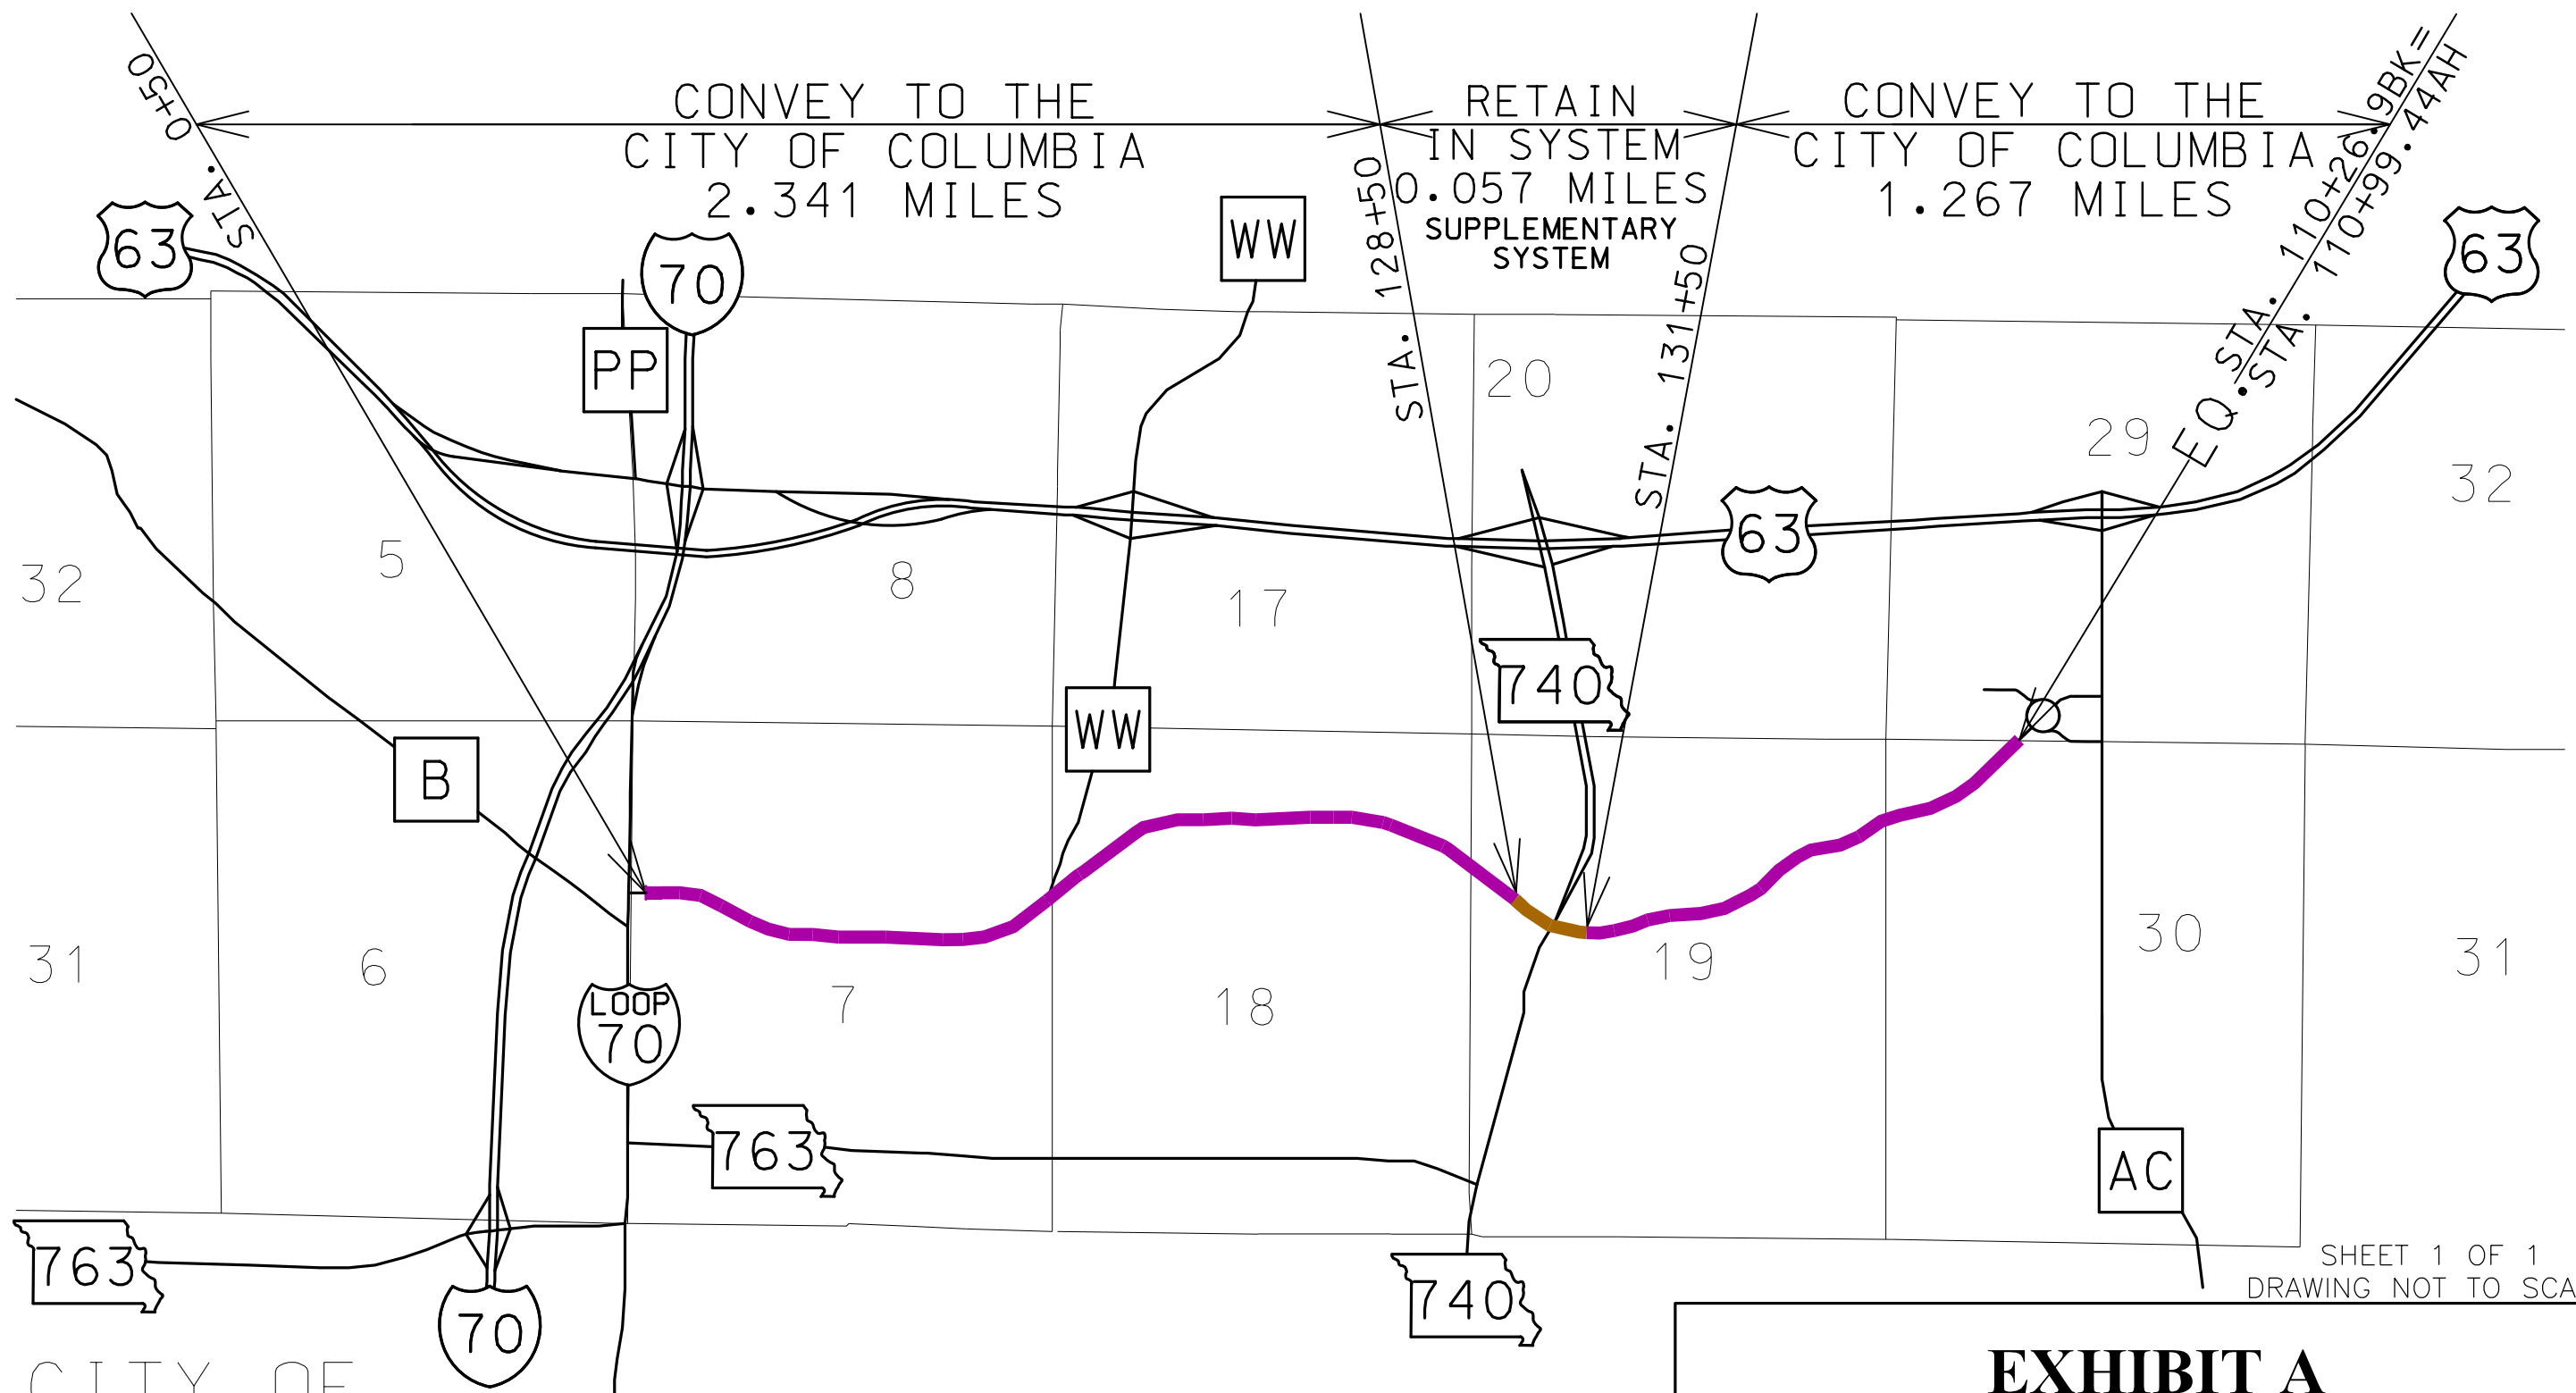 STA. 0+50
CONVEY TO THE
CITY OF COLUMBIA
2.341 MILES
RETAIN
IN SYSTEM
0.057 MILES
SUPPLEMENTARY
SYSTEM
CONVEY TO THE
CITY OF COLUMBIA
1.267 MILES
STA. 128+50
STA. 131+50
EQ. STA. 110+26.9BK=
STA. 110+99.44AH
63
70
WW
63
PP
20
29
32
63
5
8
17
32
740
WW
B
31
6
7
18
19
30
31
LOOP
70
763
AC
763
70
740
SHEET 1 OF 1
DRAWING NOT TO SCA
CITY OF
EXHIBIT A